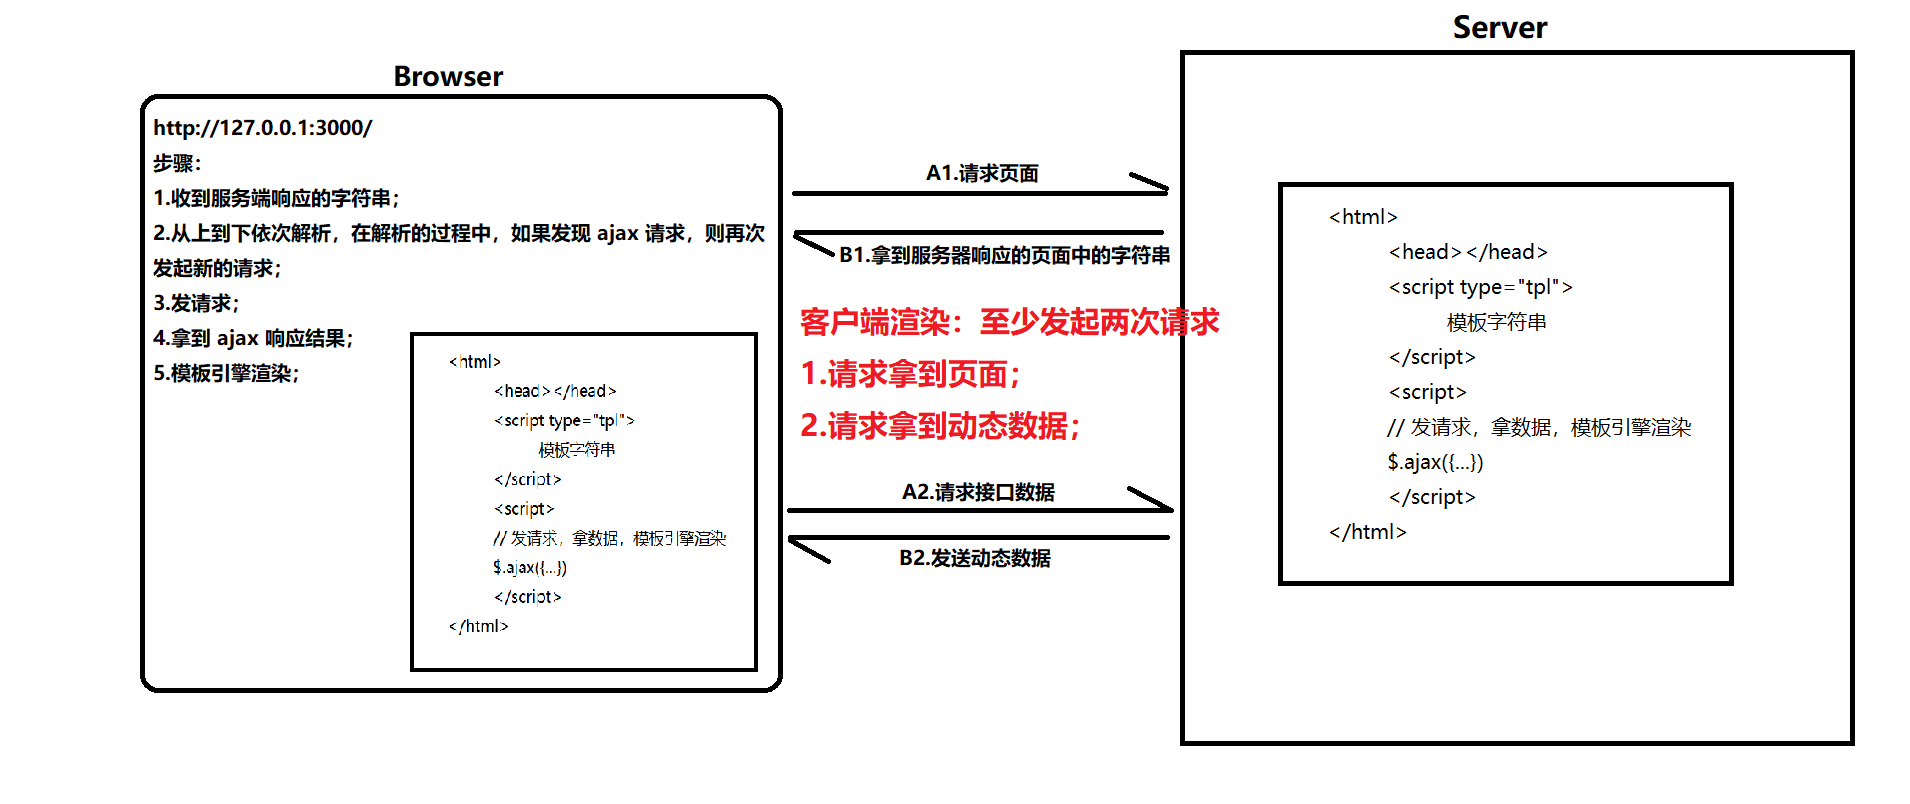 Browser
http://127.0.0.1:3000/
步骤：
1.收到服务端响应的字符串；
2.从上到下依次解析，在解析的过程中，如果发现 ajax 请求，则再次
发起新的请求；
3.发请求；
4.拿到 ajax 响应结果；
5.模板引擎渲染；
<html>
<head></head>
<script type="tpl">
模板字符串
</script>
<script>
// 发请求，拿数据，模板引擎渲染
$.ajax({...})
</script>
</html>
A1.请求页面
B1.拿到服务器响应的页面中的字符串
客户端渲染：至少发起两次请求
1.请求拿到页面；
2.请求拿到动态数据；
A2.请求接口数据
B2.发送动态数据
Server
<html>
<head></head>
<script type="tpl">
模板字符串
</script>
<script>
// 发请求，拿数据，模板引擎渲染
$.ajax({...})
</script>
</html>